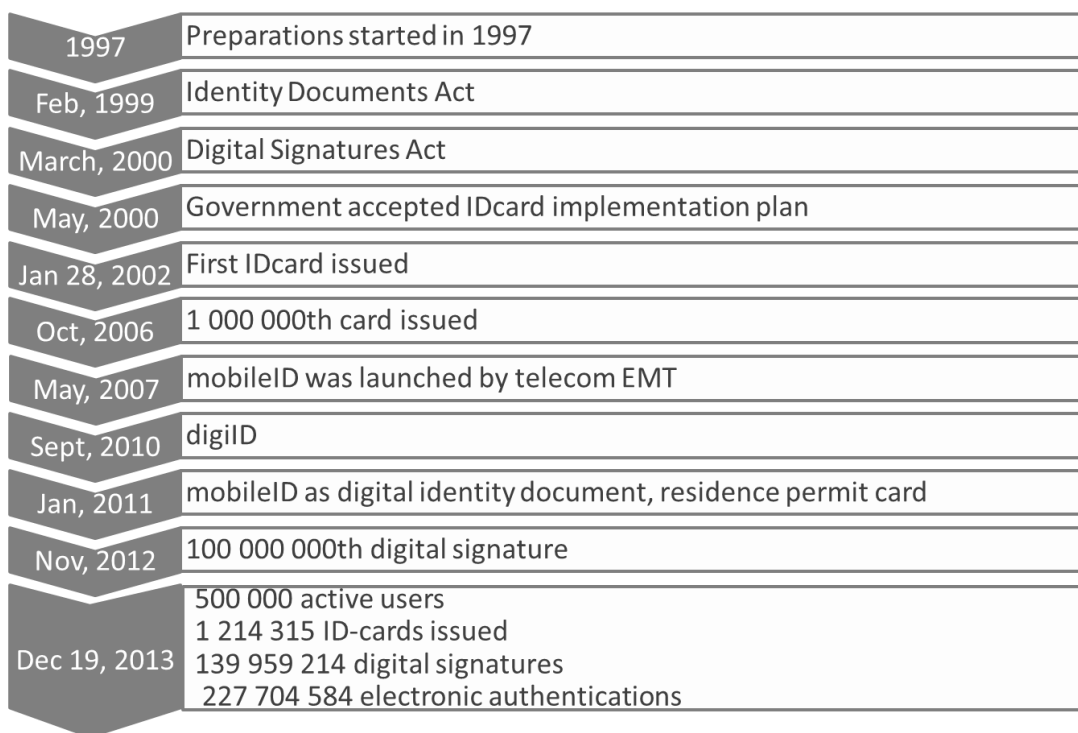 1997
Preparations started in 1997
Feb, 1999
Identity Documents Act
March, 2000
Digital Signatures Act
May, 2000
Government accepted IDcard implementation plan
Jan 28, 2002
First IDcard issued
Oct, 2006
1 000 000th card issued
May, 2007
mobileID was launched by telecom EMT
Sept, 2010
digiID
Jan, 2011
mobileID as digital identity document, residence permit card
Nov, 2012
100 000 000th digital signature
Dec 19, 2013
500 000 active users
1 214 315 ID-cards issued
139 959 214 digital signatures
227 704 584 electronic authentications